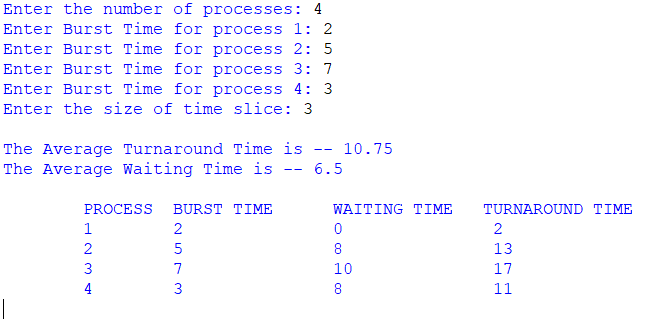 Enter the number of processes: 4
Enter Burst Time for process 1: 2
Enter Burst Time for process 2: 5
Enter Burst Time for process 3: 7
Enter Burst Time for process 4: 3
Enter the size of time slice: 3
The Average Turnaround Time is -- 10.75
The Average Waiting Time is -- 6.5
PROCESS BURST TIME WAITING TIME TURNAROUND TIME
1 2 0 2
2 5 8 13
3 7 10 17
4 3 8 11